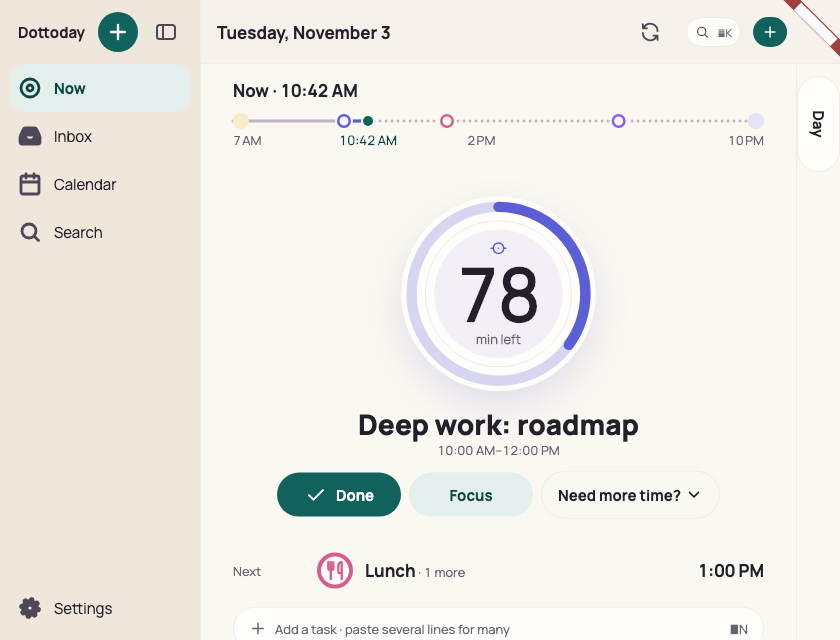 Dottoday
Tuesday, November 3
K
Now
Inbox
Calendar
Search
Settings
Now · 10:42 AM
7 AM
10:42 AM
2 PM
10 PM
Day
78
min left
Deep work: roadmap
10:00 AM–12:00 PM
Done
Focus
Need more time?
Next
Lunch · 1 more
1:00 PM
Add a task · paste several lines for many
N